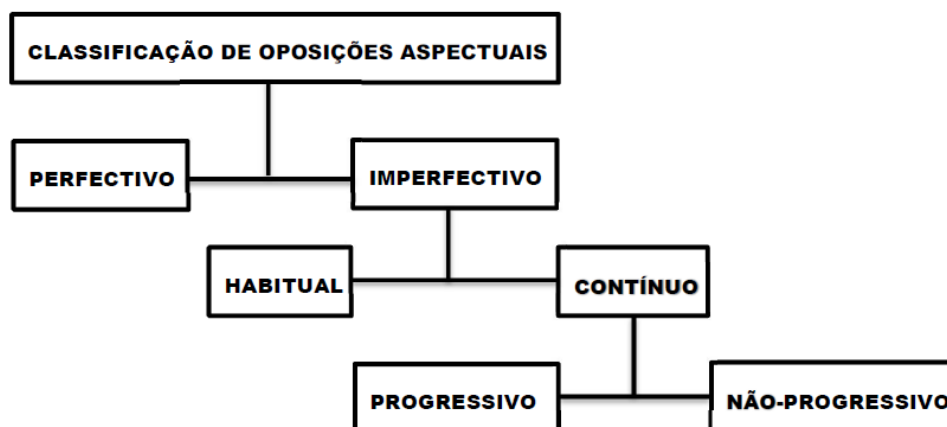 CLASSIFICAÇÃO DE OPOSIÇÕES ASPECTUAIS
PERFECTIVO
IMPERFECTIVO
HABITUAL
CONTÍNUO
PROGRESSIVO
NÃO-PROGRESSIVO